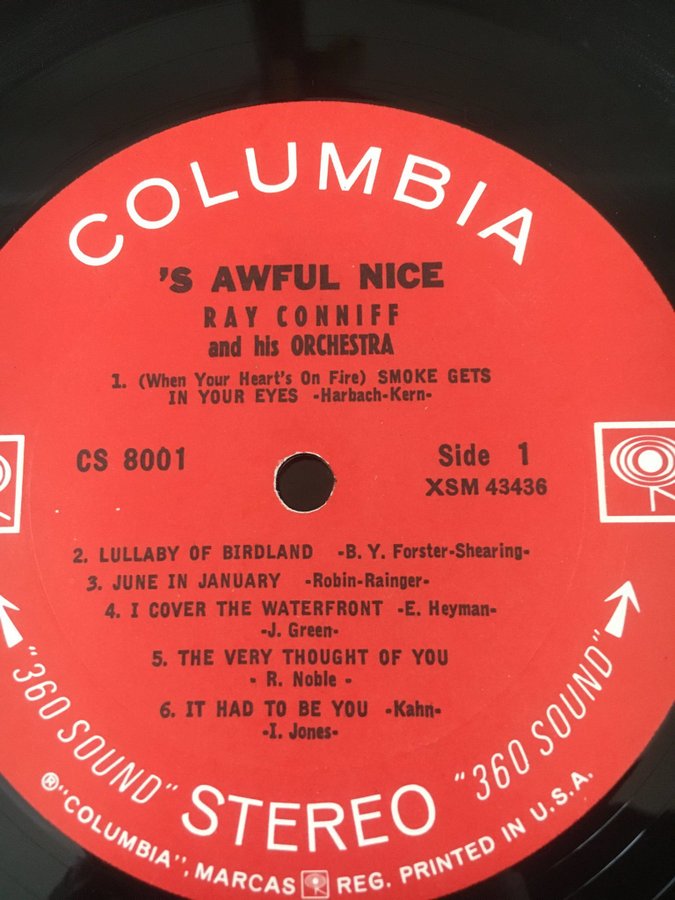 COLUMBIA
'S AWFUL NICE
RAY CONNIFF
and his ORCHESTRA
1. (When Your Heart's On Fire) SMOKE GETS
IN YOUR EYES -Harbach-Kern-
CS 8001
Side 1
XSM 43436
2. LULLABY OF BIRDLAND -B. Y. Forster-Shearing-
3. JUNE IN JANUARY -Robin-Rainger-
4. I COVER THE WATERFRONT -E. Heyman-
-J. Green-
5. THE VERY THOUGHT OF YOU
- R. Noble -
6. IT HAD TO BE YOU -Kahn-
-I. Jones-
"360 SOUND" STEREO "360 SOUND"
®"COLUMBIA", MARCAS REG. PRINTED IN U.S.A.